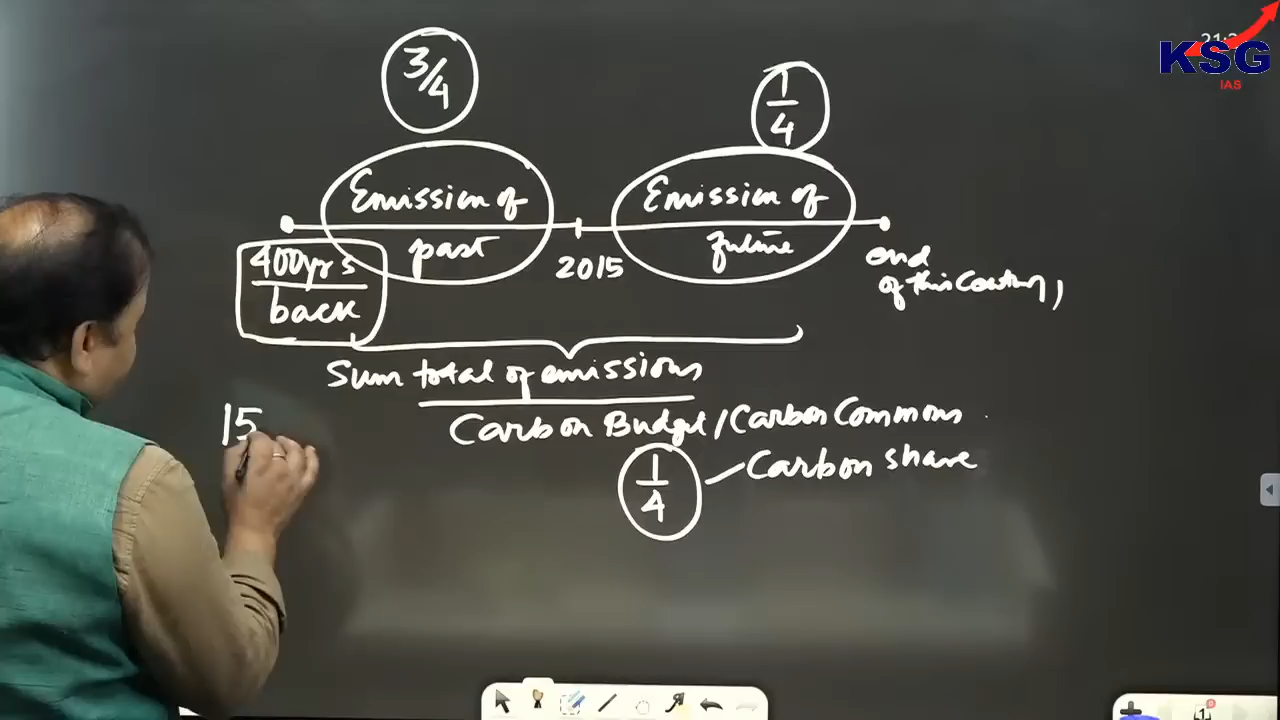 KSG
IAS
3/4
1/4
Emission of
past
Emission of
future
400yrs
back
2015
end
of this Century
Sum total of emissions
Carbon Budget/Carbon Commons
1/4
Carbon share
15